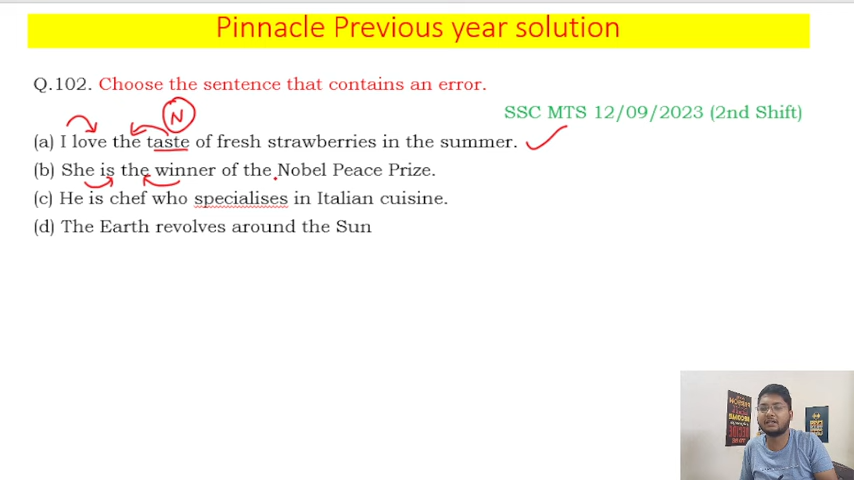 Pinnacle Previous year solution
Q.102. Choose the sentence that contains an error.
N
SSC MTS 12/09/2023 (2nd Shift)
(a) I love the taste of fresh strawberries in the summer.
(b) She is the winner of the Nobel Peace Prize.
(c) He is chef who specialises in Italian cuisine.
(d) The Earth revolves around the Sun